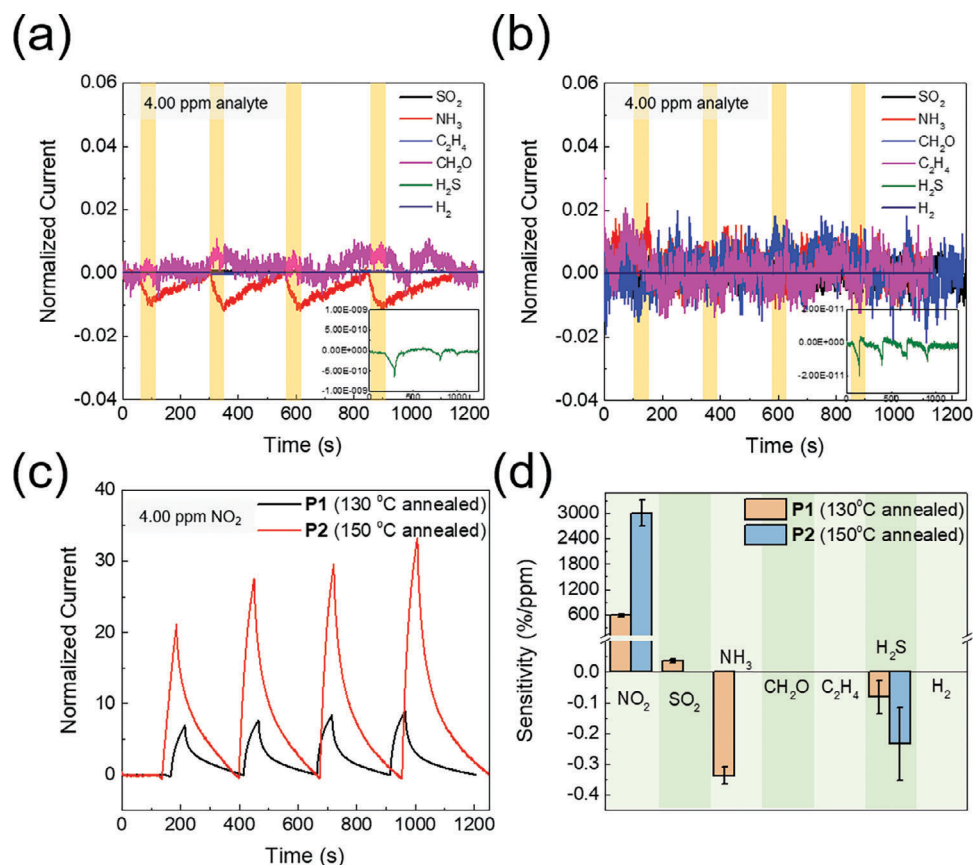 (a)
0.06
0.04
0.02
0.00
-0.02
-0.04
Normalized Current
4.00 ppm analyte
SO₂
NH₃
C₂H₄
CH₂O
H₂S
H₂
1.00E-009
5.00E-010
0.00E+000
-5.00E-010
-1.00E-009
0 500 1000
0 200 400 600 800 1000 1200
Time (s)
(b)
0.06
0.04
0.02
0.00
-0.02
-0.04
Normalized Current
4.00 ppm analyte
SO₂
NH₃
CH₂O
C₂H₄
H₂S
H₂
2.00E-011
0.00E+000
-2.00E-011
0 500 1000
0 200 400 600 800 1000 1200
Time (s)
(c)
40
30
20
10
0
Normalized Current
4.00 ppm NO₂
P1 (130 °C annealed)
P2 (150 °C annealed)
0 200 400 600 800 1000 1200
Time (s)
(d)
3000
2400
1800
1200
600
0.0
-0.1
-0.2
-0.3
-0.4
Sensitivity (%/ppm)
P1 (130°C annealed)
P2 (150°C annealed)
NO₂
SO₂
NH₃
CH₂O
C₂H₄
H₂S
H₂